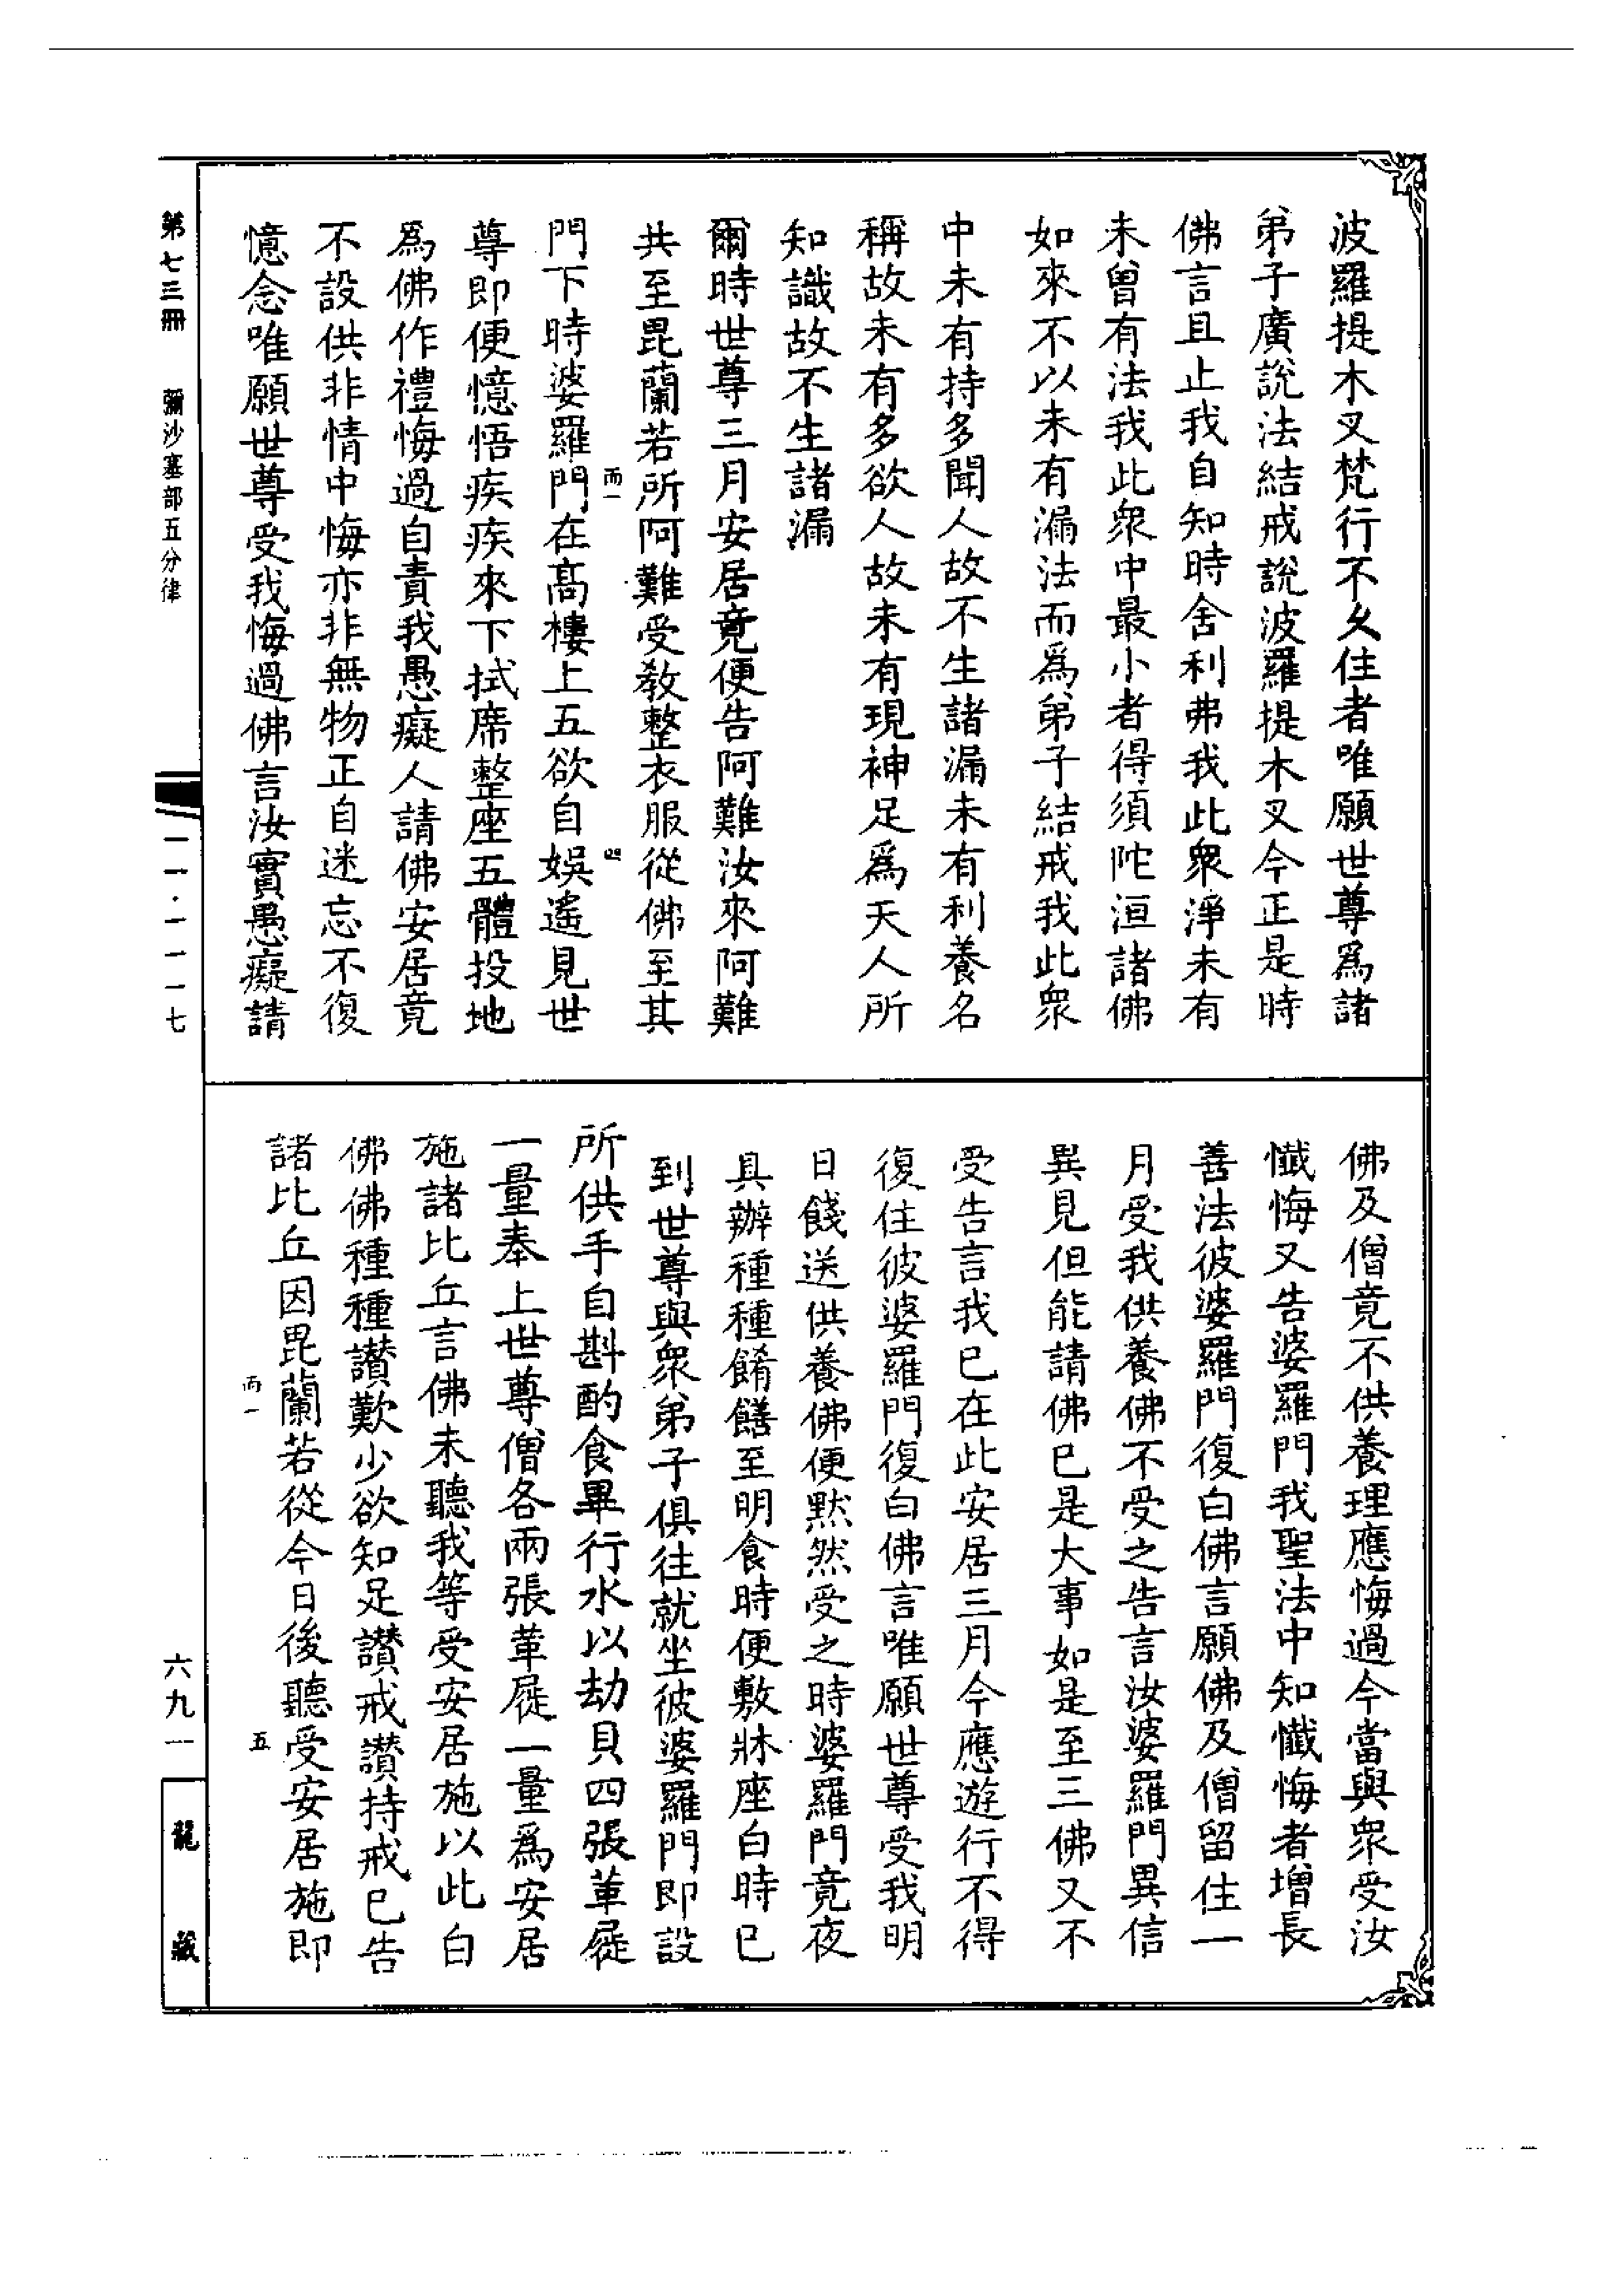 波羅提木叉梵行不久住者唯願世尊爲諸
弟子廣說法結戒說波羅提木叉今正是時
佛言且止我自知時舍利弗我此衆淨未有
未曾有法我此衆中最小者得須陀洹諸佛
如來不以未有漏法而爲弟子結戒我此衆
中未有持多聞人故不生諸漏未有利養名
稱故未有多欲人故未有現神足爲天人所
知識故不生諸漏
爾時世尊三月安居竟便告阿難汝來阿難
共至毘蘭若所阿難受教整衣服從佛至其
門下時婆羅門在高樓上五欲自娛遙見世
尊即便憶悟疾疾來下拭席整座五體投地
爲佛作禮悔過自責我愚癡人請佛安居竟
不設供非情中悔亦非無物正自迷忘不復
憶念唯願世尊受我悔過佛言汝實愚癡請
而一
四
佛及僧竟不供養理應悔過今當與衆受汝
懺悔又告婆羅門我聖法中知懺悔者增長
善法彼婆羅門復白佛言願佛及僧留住一
月受我供養佛不受之告言汝婆羅門異信
異見但能請佛已是大事如是至三佛又不
受告言我已在此安居三月今應遊行不得
復住彼婆羅門復白佛言唯願世尊受我明
日餞送供養佛便默然受之時婆羅門竟夜
具辦種種餚饍至明食時便敷牀座白時已
到世尊與衆弟子俱往就坐彼婆羅門即設
所供手自斟酌食畢行水以劫貝四張革屣
一量奉上世尊僧各兩張革屣一量爲安居
施諸比丘言佛未聽我等受安居施以此白
佛佛種種讃歎少欲知足讃戒讃持戒已告
諸比丘因毘蘭若從今日後聽受安居施即
而一
五
第七三冊
彌沙塞部五分律
一一·一一一七
六九一
龍藏